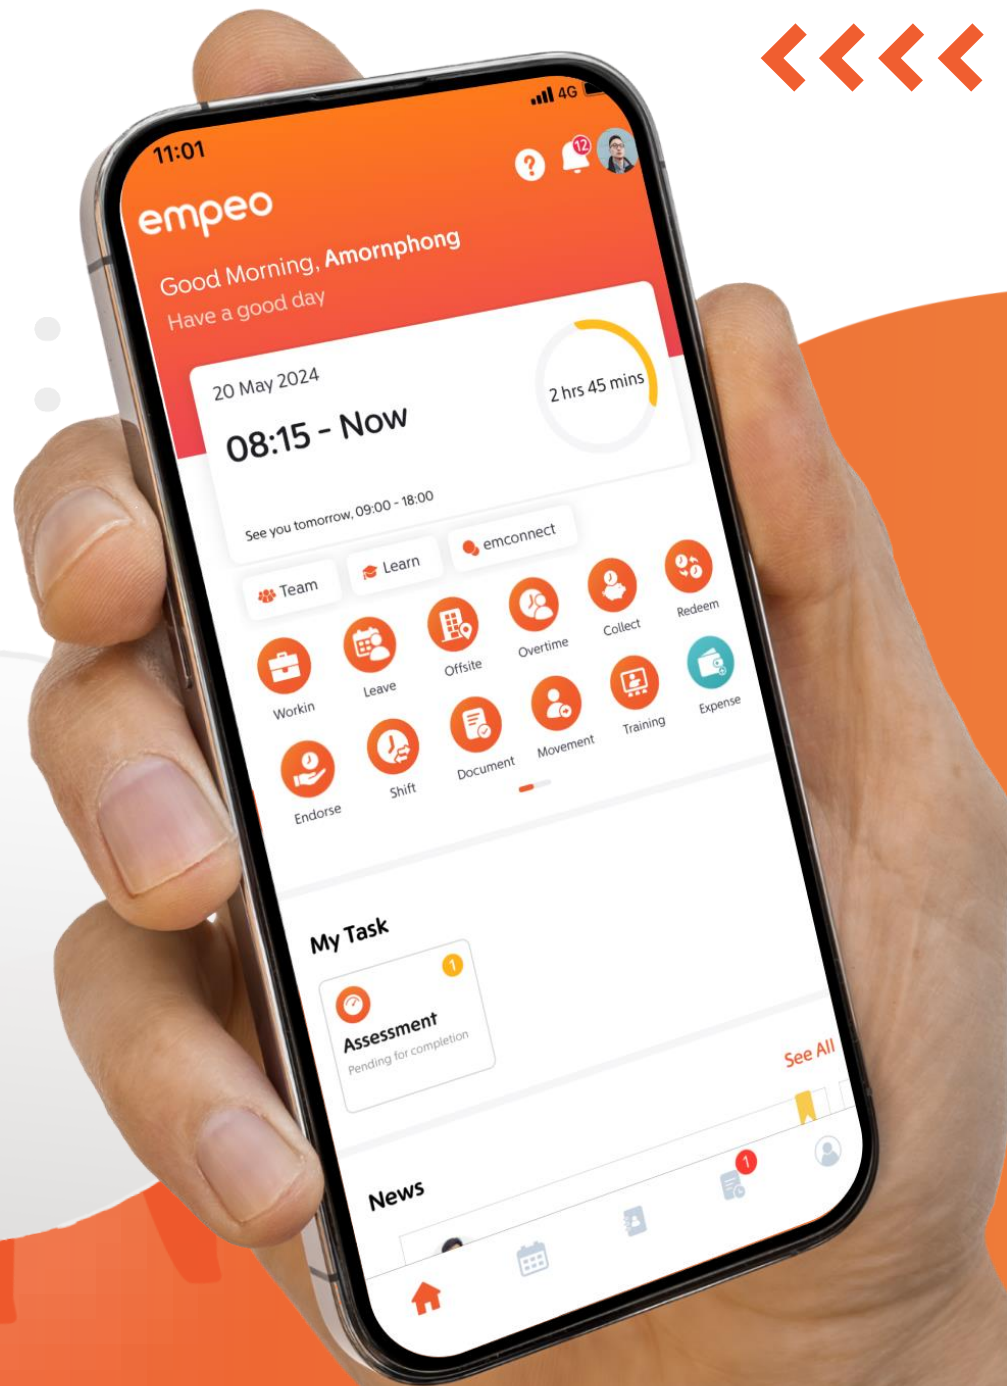 11:01
4G
12
empeo
Good Morning, Amornphong
Have a good day
20 May 2024
08:15 - Now
2 hrs 45 mins
See you tomorrow, 09:00 - 18:00
Team
Learn
emconnect
Workin
Leave
Offsite
Overtime
Collect
Redeem
Endorse
Shift
Document
Movement
Training
Expense
My Task
1
Assessment
Pending for completion
See All
News
1